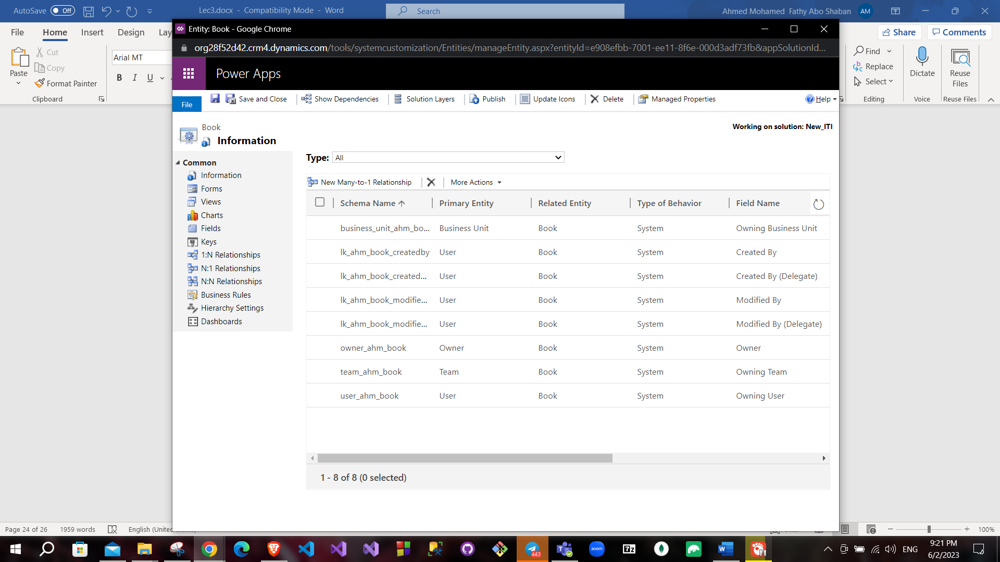 AutoSave Off
Lec3.docx - Compatibility Mode - Word
Search
Ahmed Mohamed Fathy Abo Shaban AM
File Home Insert Design Lay
Share Comments
Paste
Cut
Copy
Format Painter
Clipboard
Arial MT
B I U
Find
Replace
Select
Editing
Dictate
Voice
Reuse
Files
Reuse Files
Entity: Book - Google Chrome
org28f52d42.crm4.dynamics.com/tools/systemcustomization/Entities/manageEntity.aspx?entityId=e908efbb-7001-ee11-8f6e-000d3adf73fb&appSolutionId...
Power Apps
File
Save and Close Show Dependencies Solution Layers Publish Update Icons Delete Managed Properties Help
Book
Information
Working on solution: New_ITI
Common
Information
Forms
Views
Charts
Fields
Keys
1:N Relationships
N:1 Relationships
N:N Relationships
Business Rules
Hierarchy Settings
Dashboards
Type: All
New Many-to-1 Relationship More Actions
Schema Name Primary Entity Related Entity Type of Behavior Field Name
business_unit_ahm_bo... Business Unit Book System Owning Business Unit
lk_ahm_book_createdby User Book System Created By
lk_ahm_book_created... User Book System Created By (Delegate)
lk_ahm_book_modifie... User Book System Modified By
lk_ahm_book_modifie... User Book System Modified By (Delegate)
owner_ahm_book Owner Book System Owner
team_ahm_book Team Book System Owning Team
user_ahm_book User Book System Owning User
1 - 8 of 8 (0 selected)
Page 24 of 26 1959 words English (Unit
100%
443
zoom
7z
ENG
9:21 PM
6/2/2023